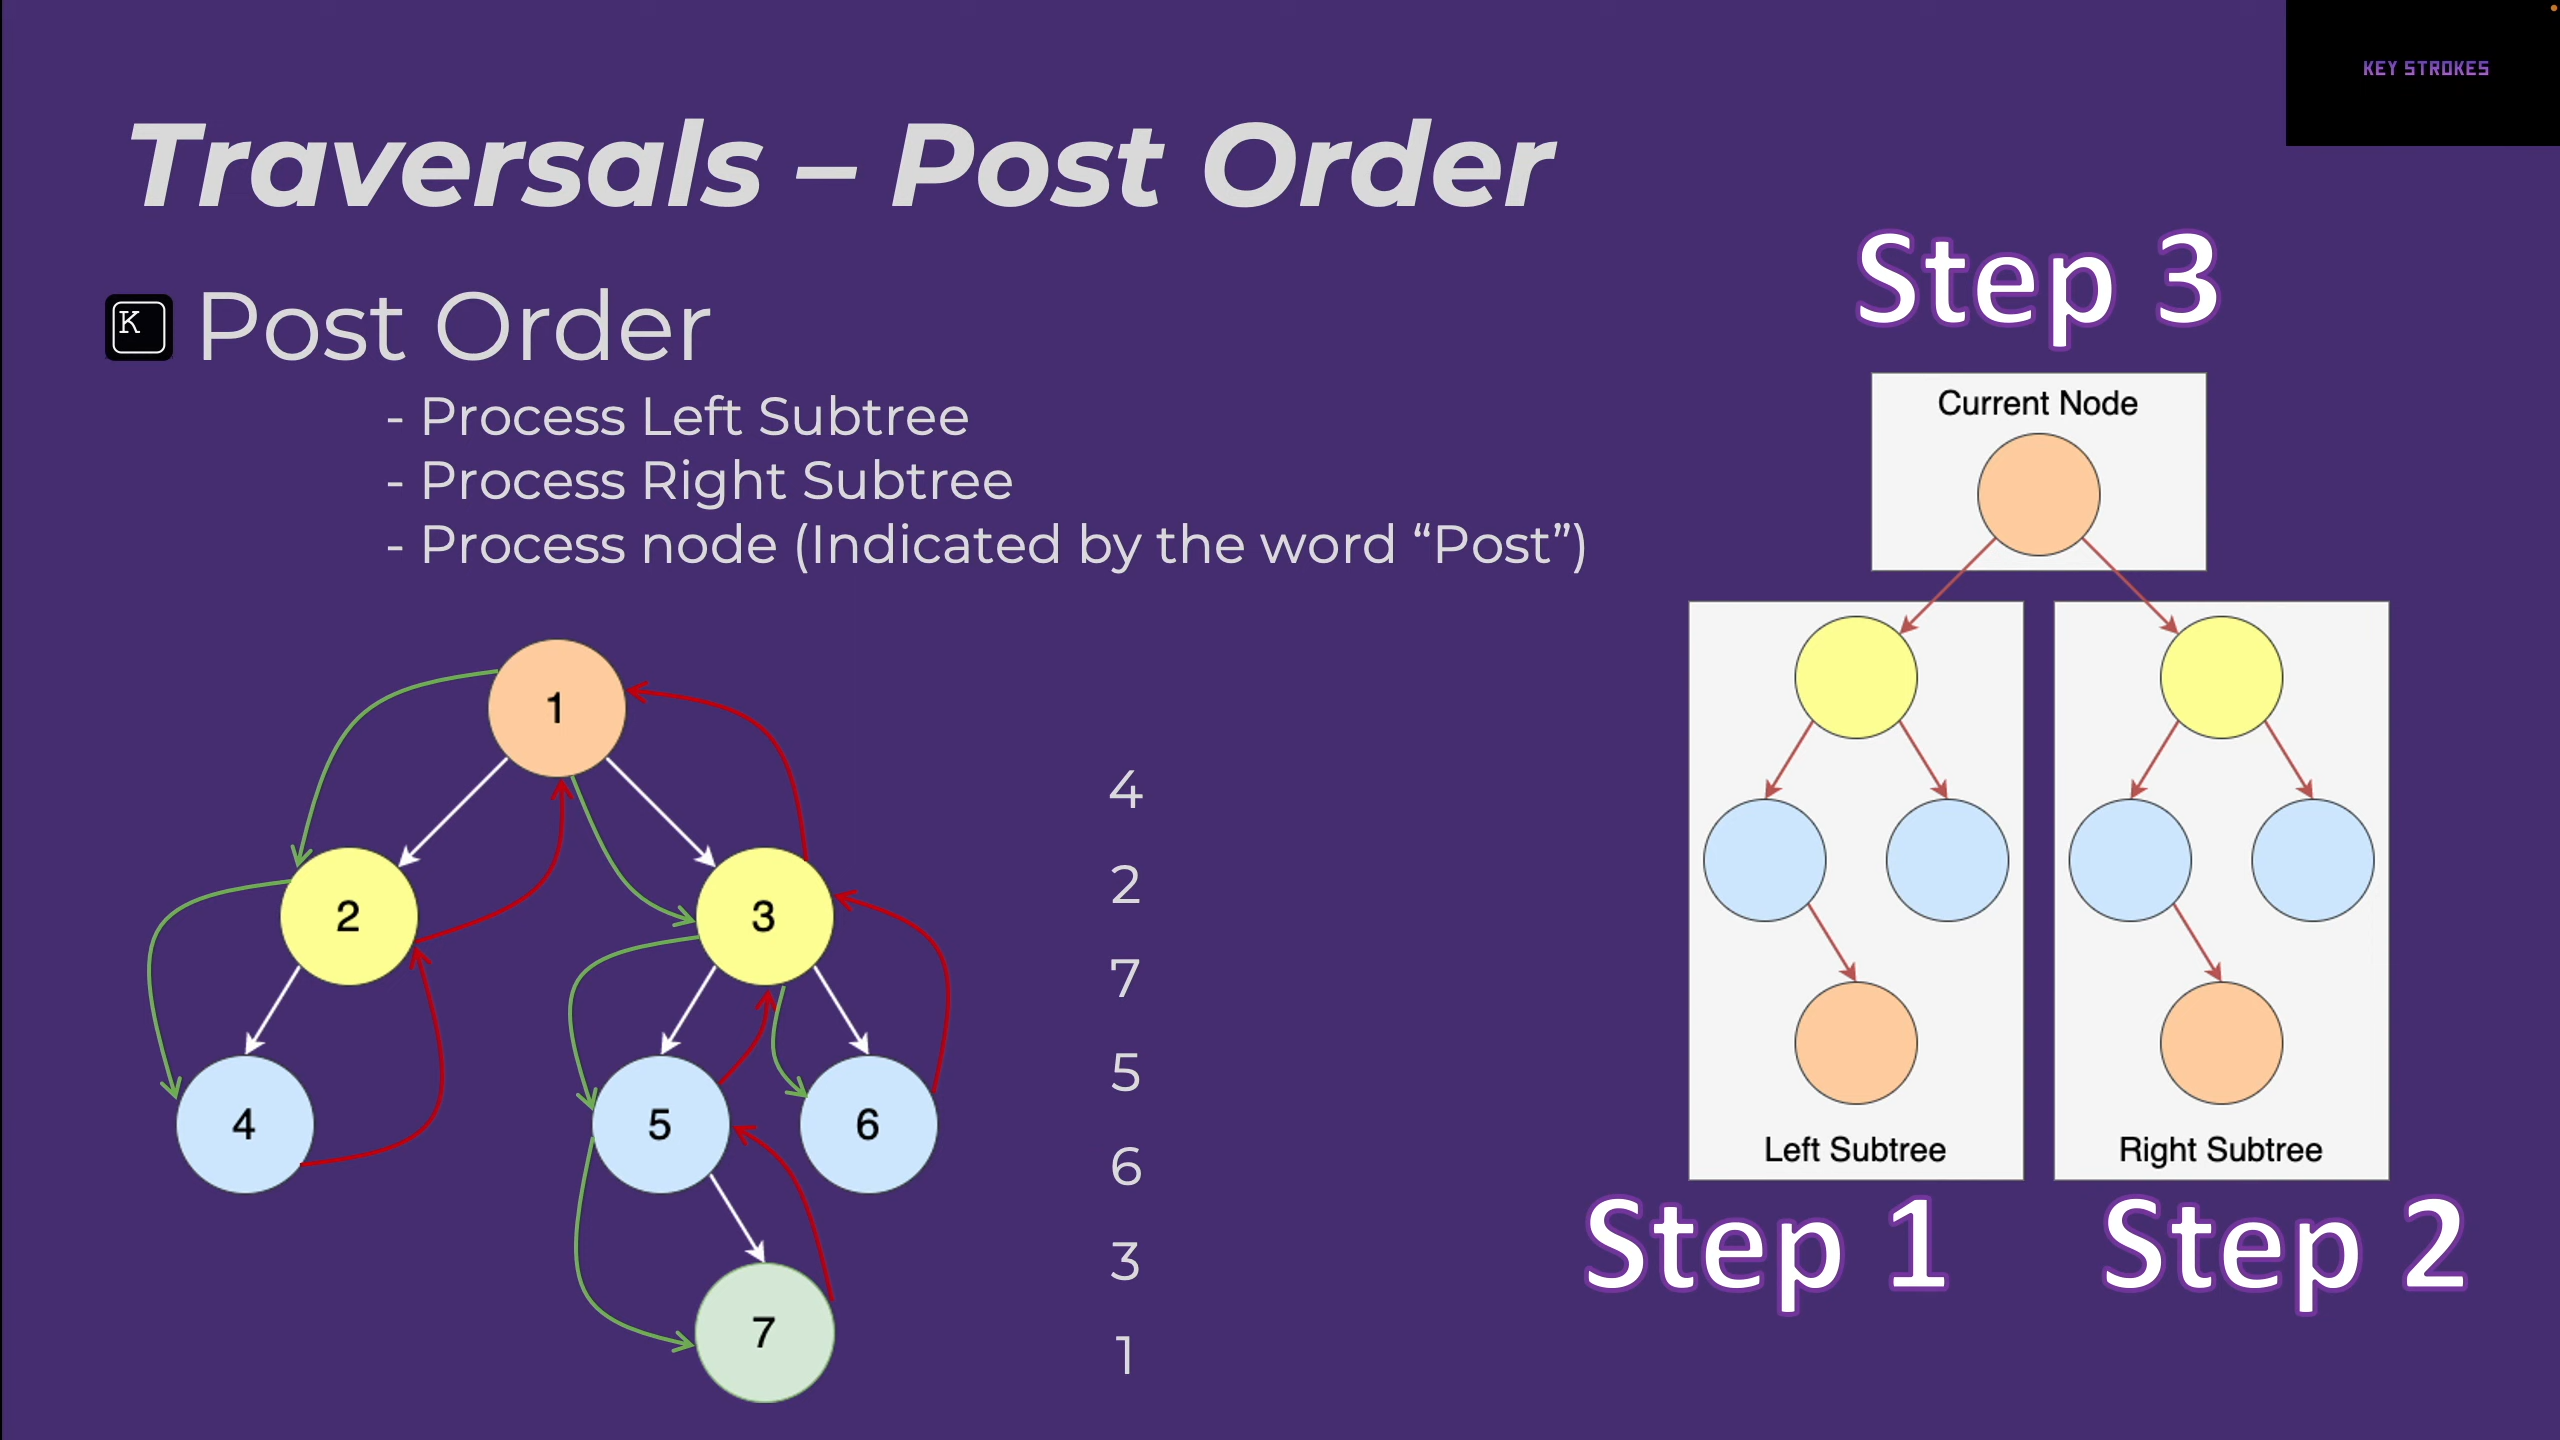 KEY STROKES
Traversals – Post Order
K
Post Order
- Process Left Subtree
- Process Right Subtree
- Process node (Indicated by the word “Post”)
1
2
3
4
5
6
7
4
2
7
5
6
3
1
Step 3
Current Node
Left Subtree
Right Subtree
Step 1
Step 2